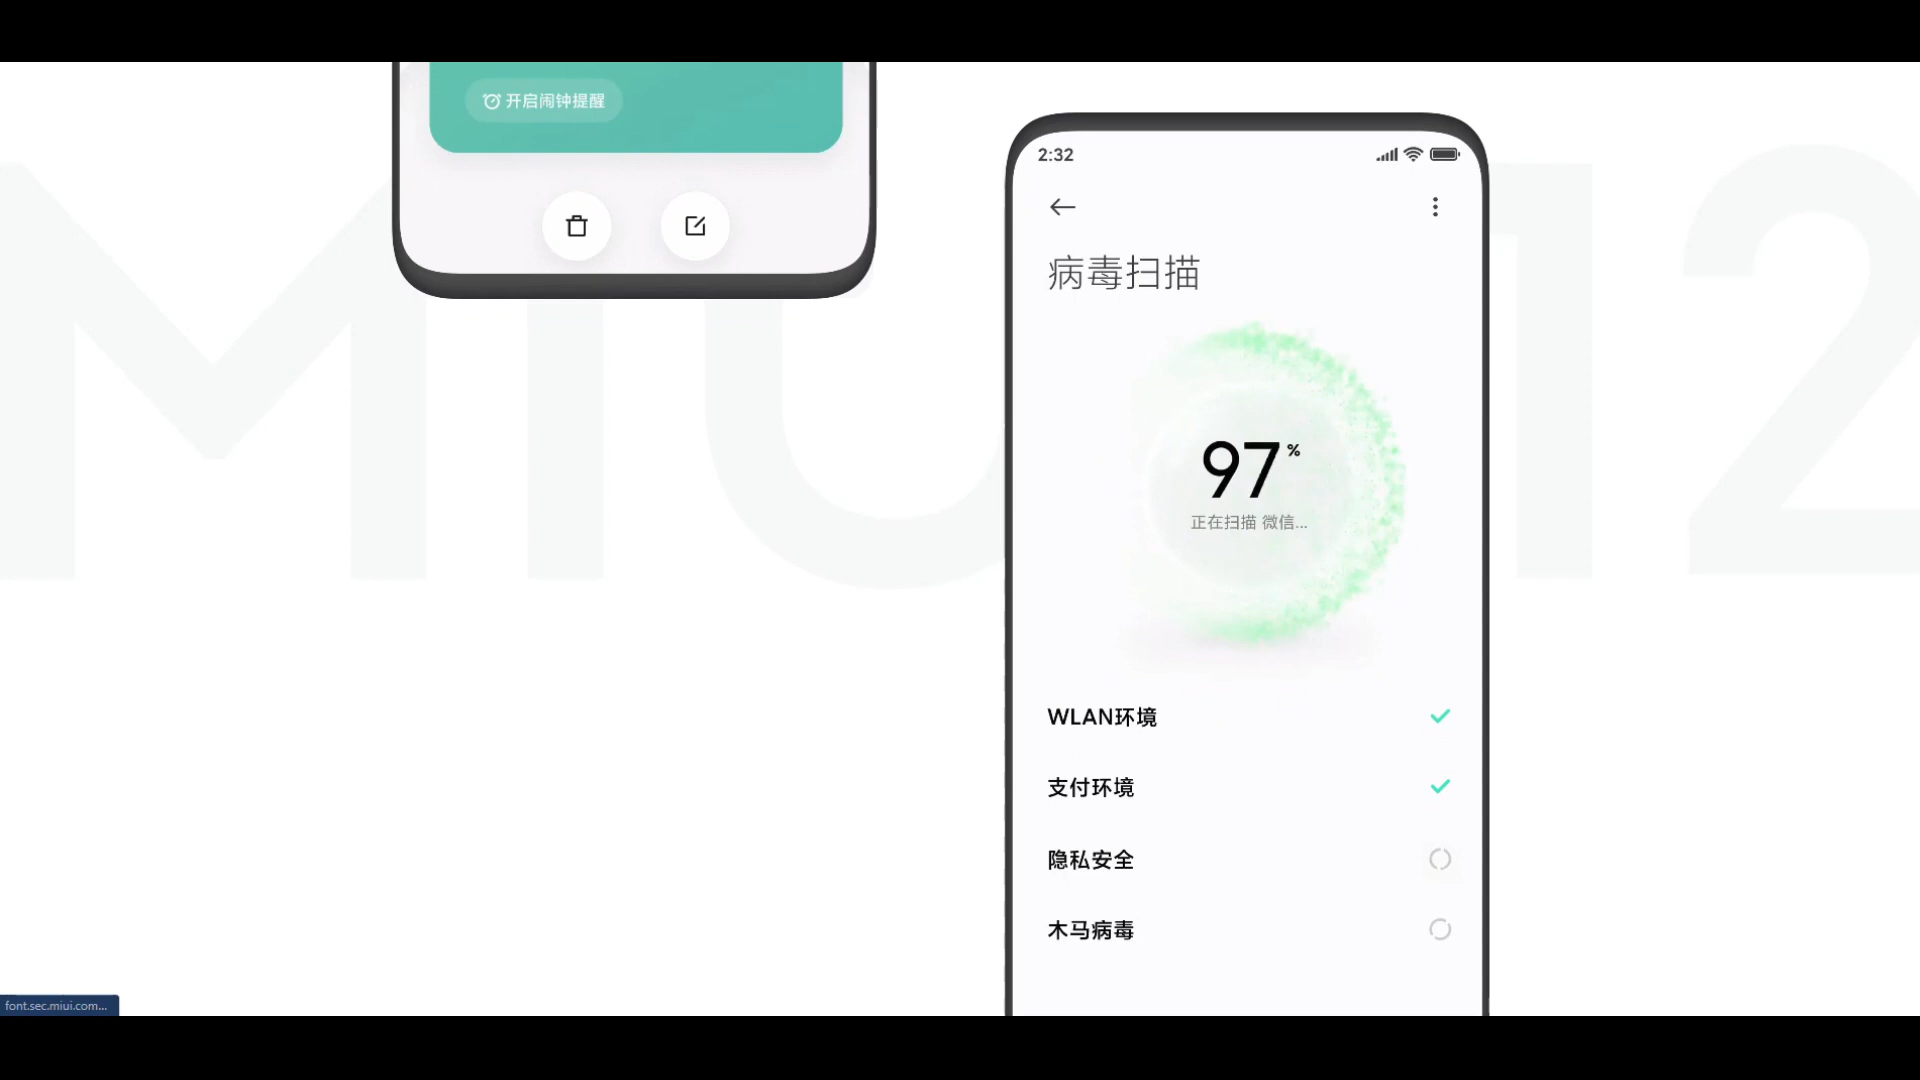 开启闹钟提醒
MIUI 12
2:32
病毒扫描
97%
正在扫描 微信...
WLAN环境
支付环境
隐私安全
木马病毒
font.sec.miui.com...